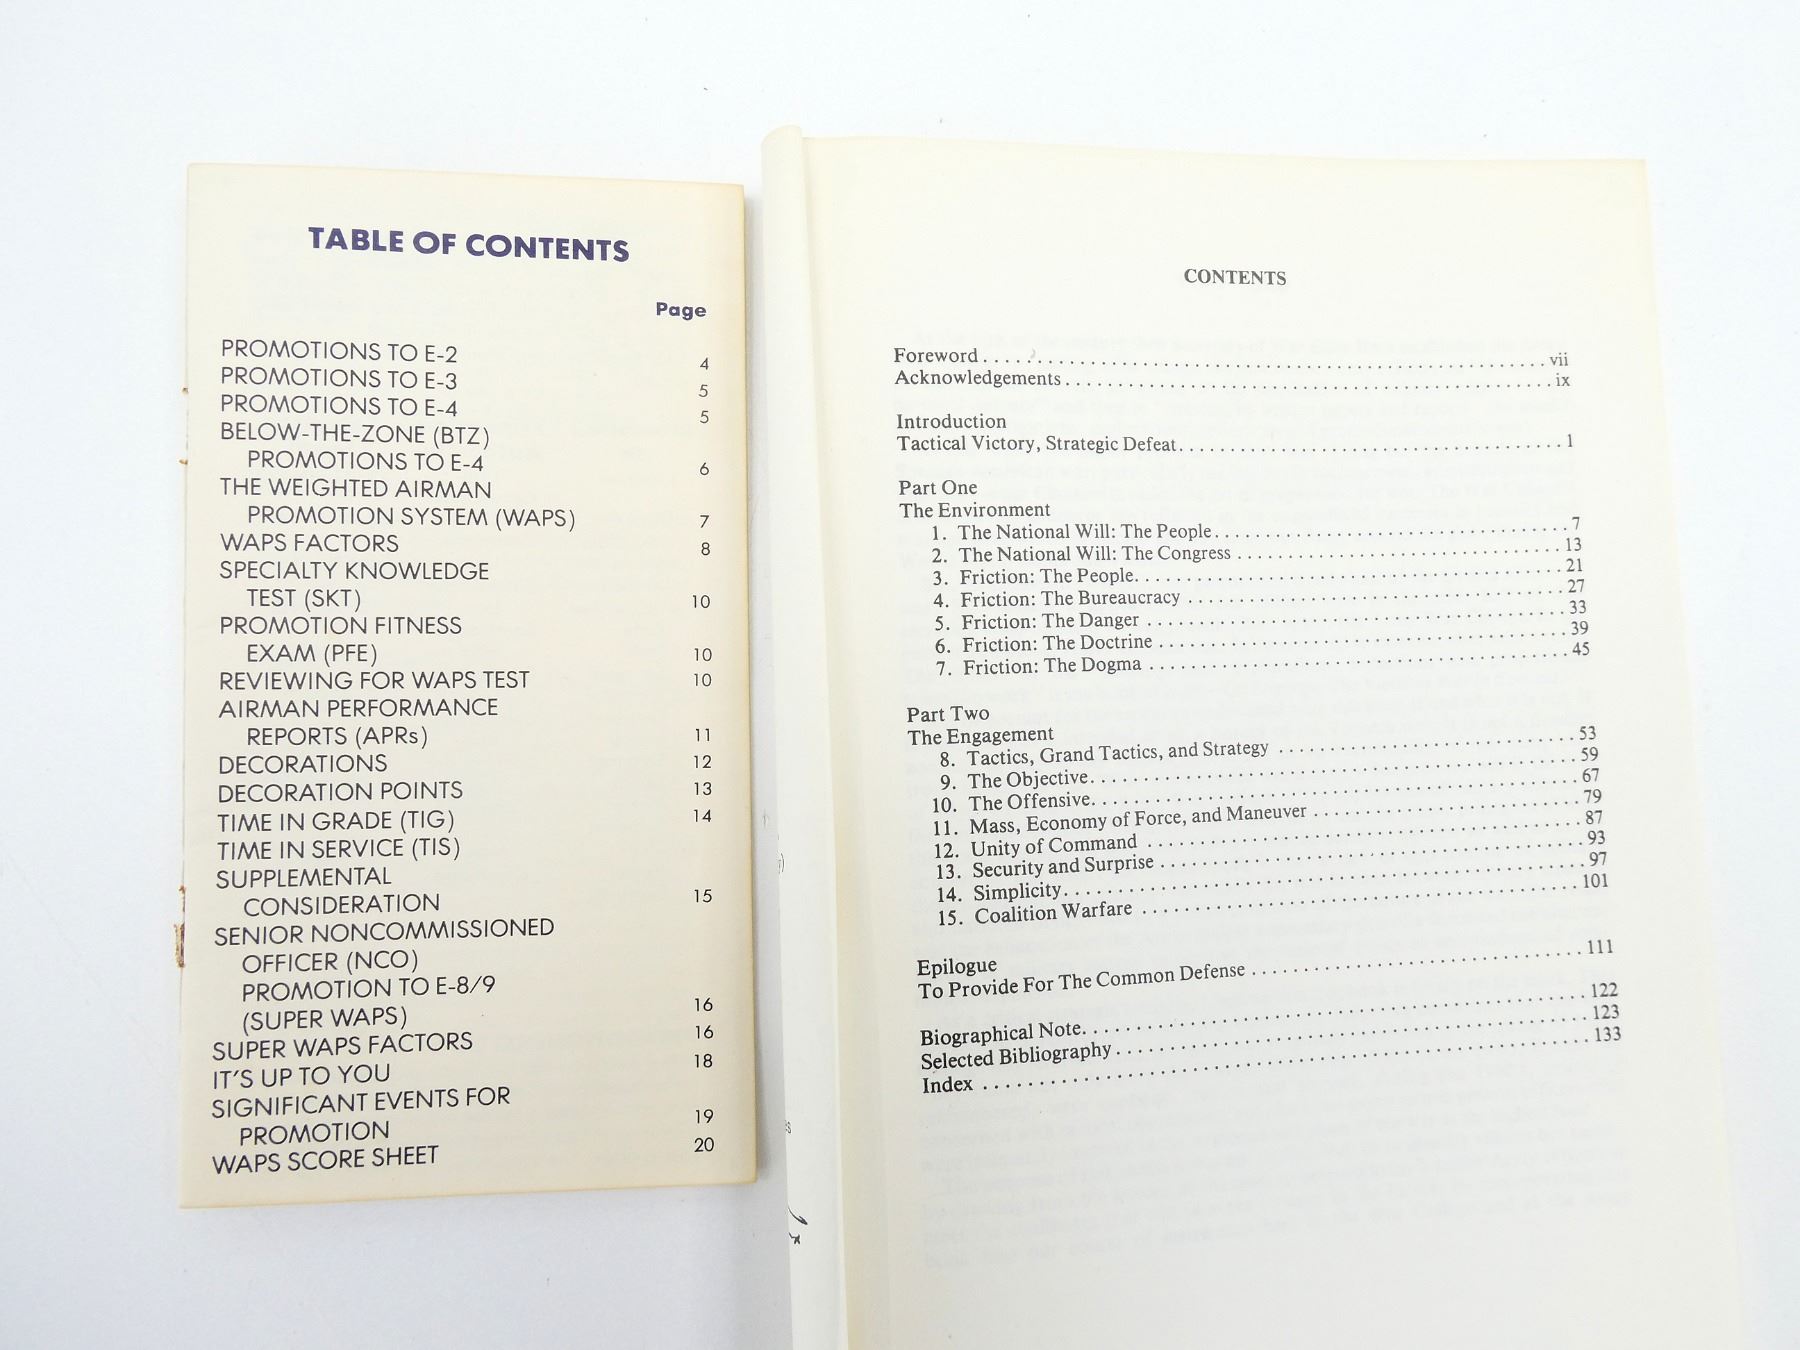 TABLE OF CONTENTS
Page
PROMOTIONS TO E-2 4
PROMOTIONS TO E-3 5
PROMOTIONS TO E-4 5
BELOW-THE-ZONE (BTZ)
PROMOTIONS TO E-4 6
THE WEIGHTED AIRMAN
PROMOTION SYSTEM (WAPS) 7
WAPS FACTORS 8
SPECIALTY KNOWLEDGE
TEST (SKT) 10
PROMOTION FITNESS
EXAM (PFE) 10
REVIEWING FOR WAPS TEST 10
AIRMAN PERFORMANCE
REPORTS (APRs) 11
DECORATIONS 12
DECORATION POINTS 13
TIME IN GRADE (TIG) 14
TIME IN SERVICE (TIS)
SUPPLEMENTAL
CONSIDERATION 15
SENIOR NONCOMMISSIONED
OFFICER (NCO)
PROMOTION TO E-8/9
(SUPER WAPS) 16
SUPER WAPS FACTORS 16
IT'S UP TO YOU 18
SIGNIFICANT EVENTS FOR
PROMOTION 19
WAPS SCORE SHEET 20
CONTENTS
Foreword . . . . . . . . . . . . . . . . . . . . vii
Acknowledgements . . . . . . . . . . . . . . . . . . . . ix
Introduction
Tactical Victory, Strategic Defeat . . . . . . . . . . . . . . . . . . . . 1
Part One
The Environment
1. The National Will: The People . . . . . . . . . . . . . . . . . . . . 7
2. The National Will: The Congress . . . . . . . . . . . . . . . . . . . . 13
3. Friction: The People . . . . . . . . . . . . . . . . . . . . 21
4. Friction: The Bureaucracy . . . . . . . . . . . . . . . . . . . . 27
5. Friction: The Danger . . . . . . . . . . . . . . . . . . . . 33
6. Friction: The Doctrine . . . . . . . . . . . . . . . . . . . . 39
7. Friction: The Dogma . . . . . . . . . . . . . . . . . . . . 45
Part Two
The Engagement
8. Tactics, Grand Tactics, and Strategy . . . . . . . . . . . . . . . . . . . . 53
9. The Objective . . . . . . . . . . . . . . . . . . . . 59
10. The Offensive . . . . . . . . . . . . . . . . . . . . 67
11. Mass, Economy of Force, and Maneuver . . . . . . . . . . . . . . . . . . . . 79
12. Unity of Command . . . . . . . . . . . . . . . . . . . . 87
13. Security and Surprise . . . . . . . . . . . . . . . . . . . . 93
14. Simplicity . . . . . . . . . . . . . . . . . . . . 97
15. Coalition Warfare . . . . . . . . . . . . . . . . . . . . 101
Epilogue
To Provide For The Common Defense . . . . . . . . . . . . . . . . . . . . 111
Biographical Note . . . . . . . . . . . . . . . . . . . . 122
Selected Bibliography . . . . . . . . . . . . . . . . . . . . 123
Index . . . . . . . . . . . . . . . . . . . . 133